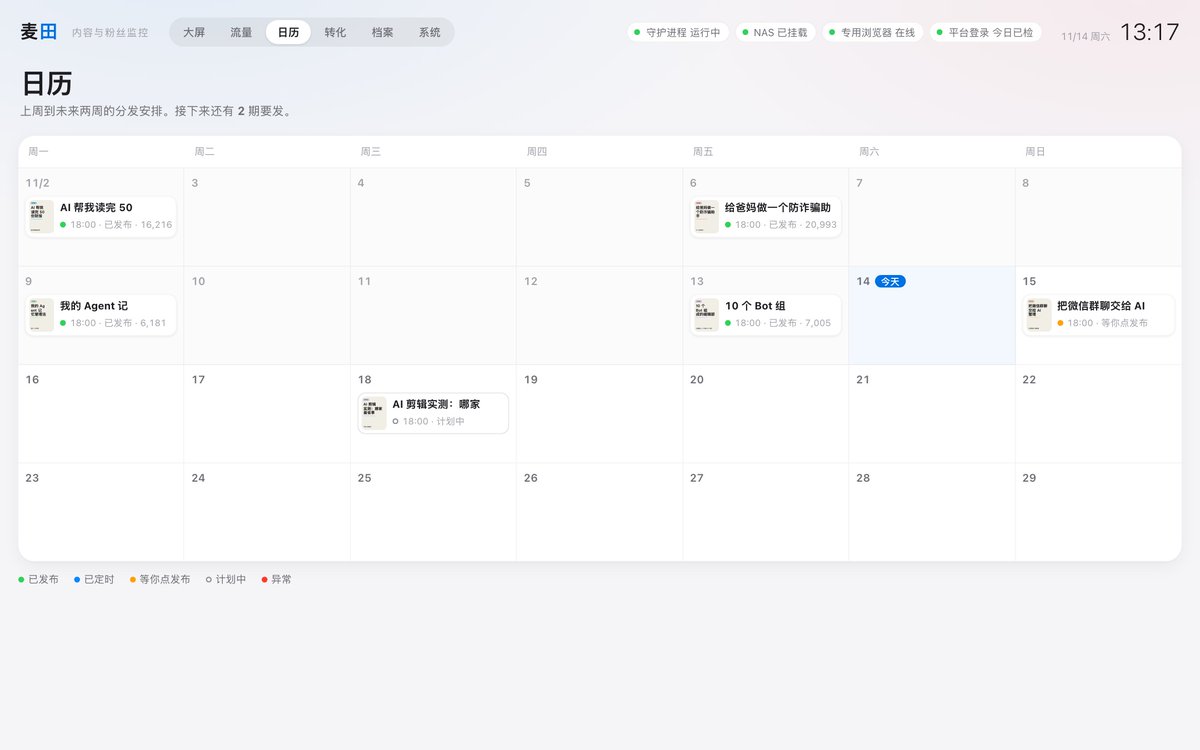 麦田 内容与粉丝监控 大屏 流量 日历 转化 档案 系统 守护进程 运行中 NAS 已挂载 专用浏览器 在线 平台登录 今日已检 11/14 周六 13:17
日历
上周到未来两周的分发安排。接下来还有 2 期要发。
周一 周二 周三 周四 周五 周六 周日
11/2 3 4 5 6 7 8
AI 帮我读完 50
18:00 · 已发布 · 16,216
给爸妈做一个防诈骗助
18:00 · 已发布 · 20,993
9 10 11 12 13 14 今天 15
我的 Agent 记
18:00 · 已发布 · 6,181
10 个 Bot 组
18:00 · 已发布 · 7,005
把微信群聊交给 AI
18:00 · 等你点发布
16 17 18 19 20 21 22
AI 剪辑实测：哪家
18:00 · 计划中
23 24 25 26 27 28 29
已发布 已定时 等你点发布 计划中 异常